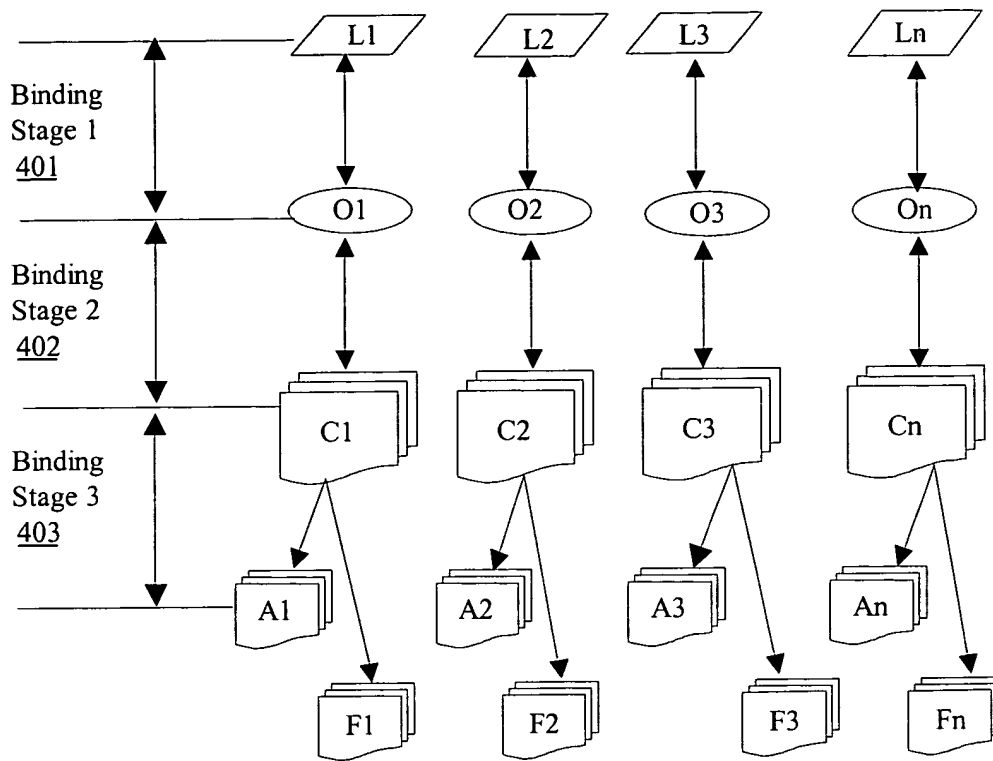 L1 L2 L3 Ln
Binding
Stage 1
401
O1 O2 O3 On
Binding
Stage 2
402
C1 C2 C3 Cn
Binding
Stage 3
403
A1 A2 A3 An
F1 F2 F3 Fn